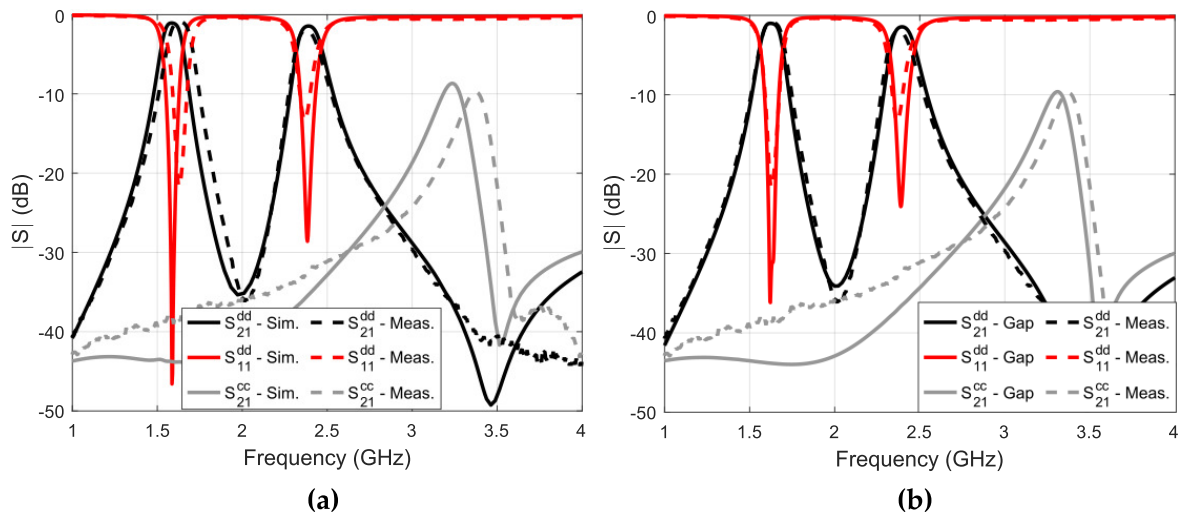 0
-10
-20
-30
-40
-50
|S| (dB)
S21dd - Sim. S21dd - Meas.
S11dd - Sim. S11dd - Meas.
S21cc - Sim. S21cc - Meas.
1 1.5 2 2.5 3 3.5 4
Frequency (GHz)
(a)
0
-10
-20
-30
-40
-50
|S| (dB)
S21dd - Gap S21dd - Meas.
S11dd - Gap S11dd - Meas.
S21cc - Gap S21cc - Meas.
1 1.5 2 2.5 3 3.5 4
Frequency (GHz)
(b)